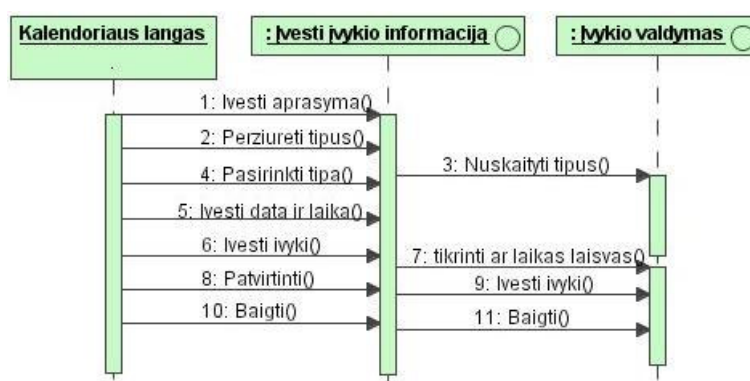 Kalendoriaus langas
: Įvesti įvykio informaciją
: Įvykio valdymas
1: Ivesti aprasyma()
2: Perziureti tipus()
3: Nuskaityti tipus()
4: Pasirinkti tipa()
5: Ivesti data ir laika()
6: Ivesti ivyki()
7: tikrinti ar laikas laisvas()
8: Patvirtinti()
9: Ivesti ivyki()
10: Baigti()
11: Baigti()